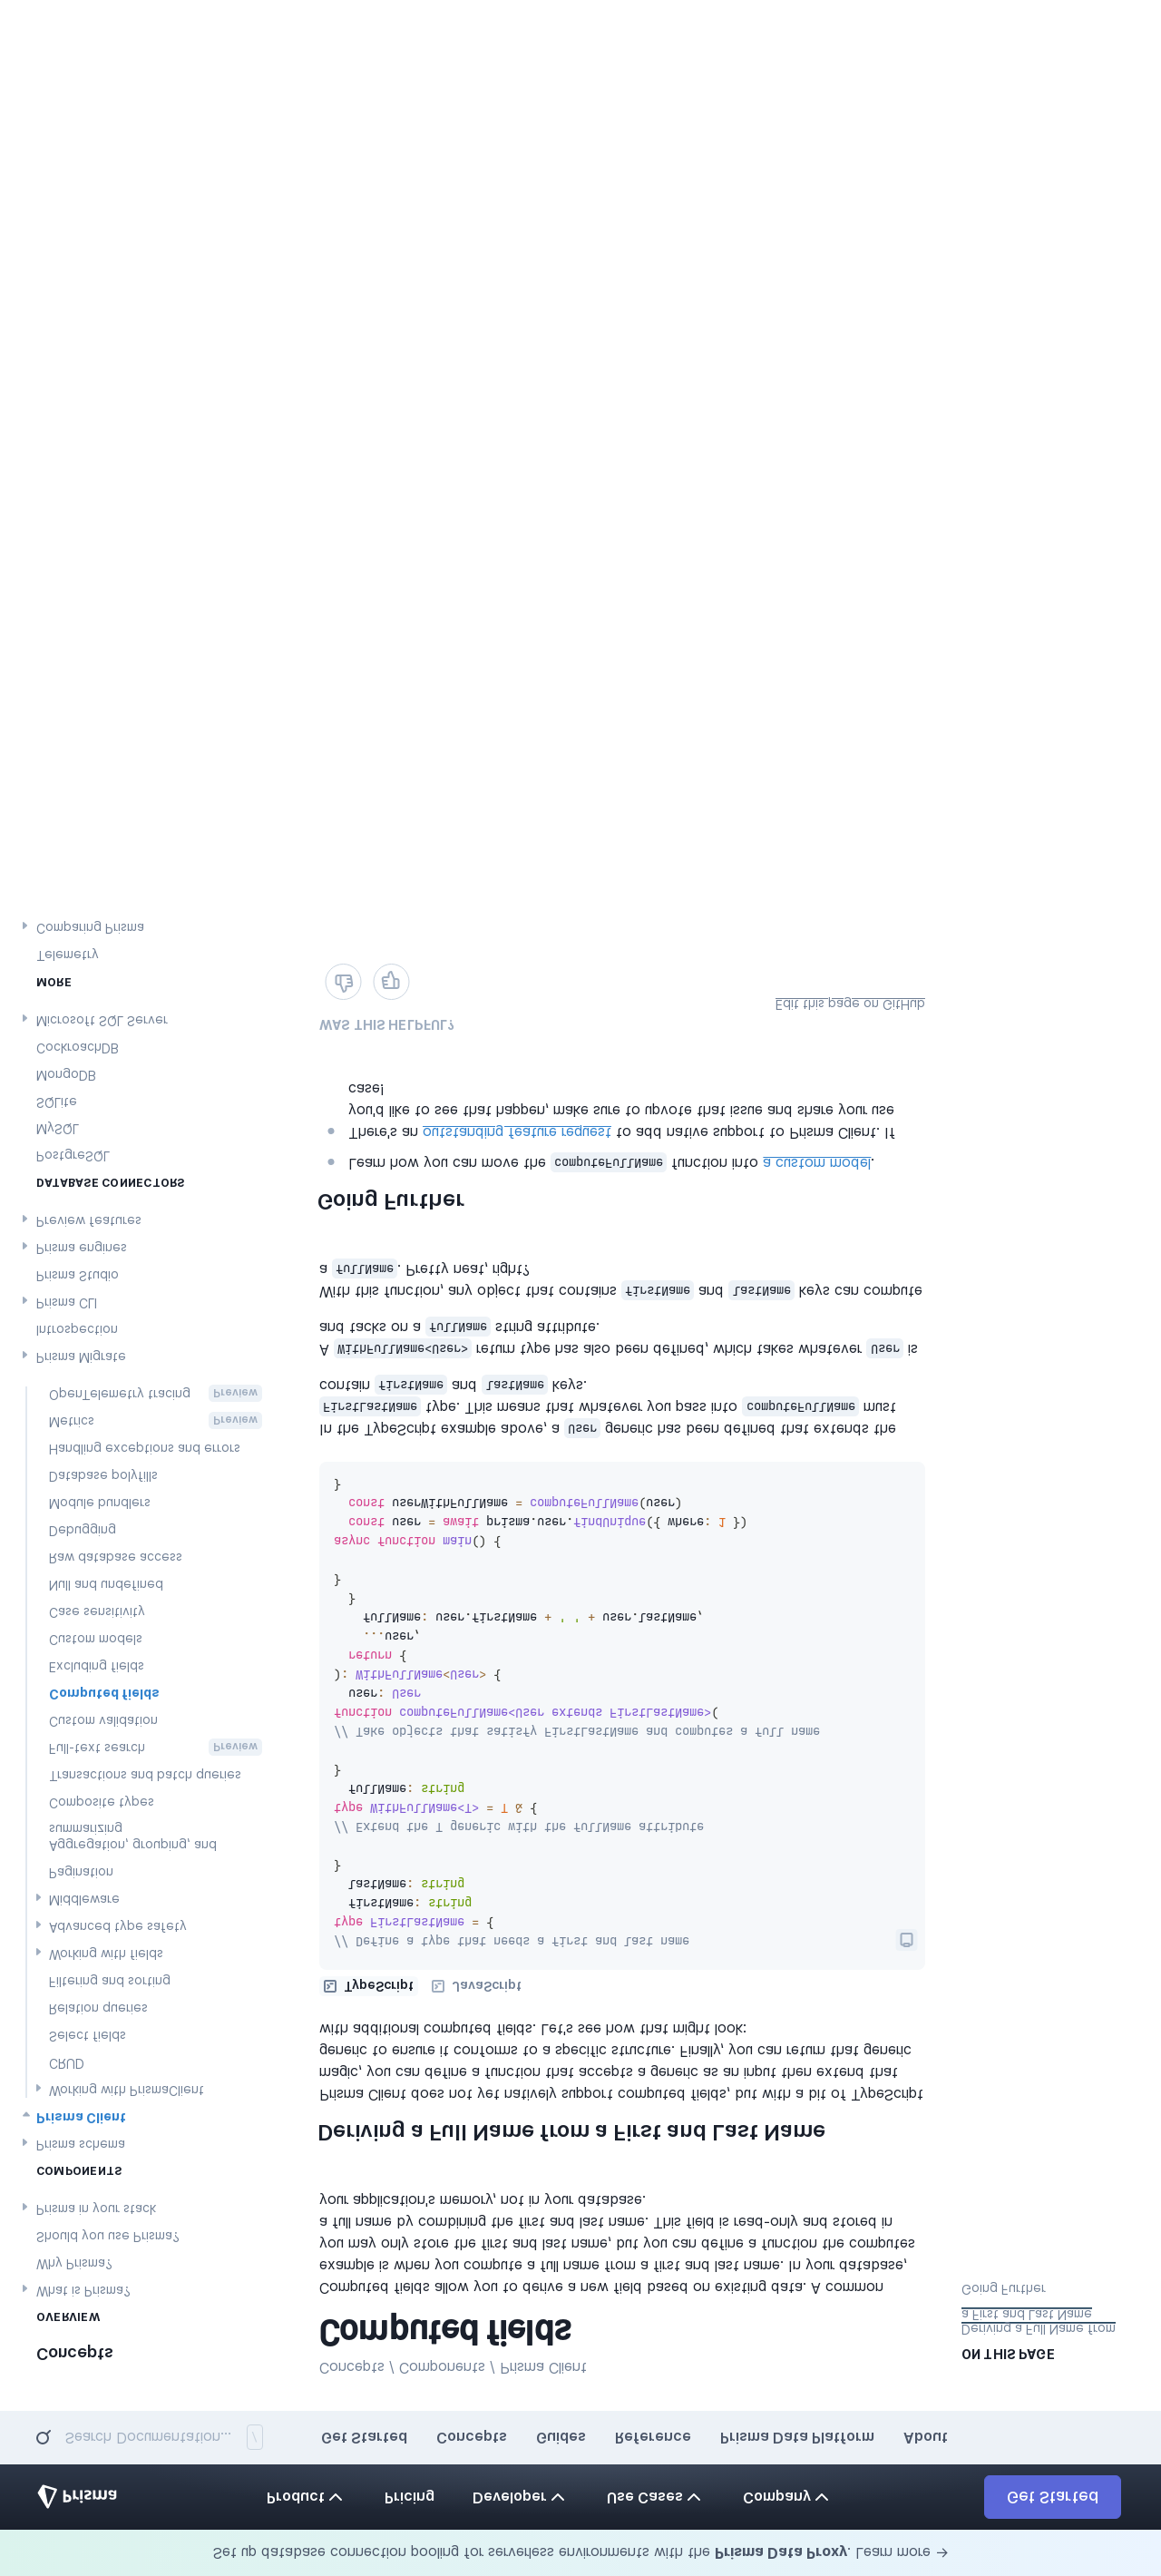 Set up database connection pooling for serverless environments with the Prisma Data Proxy. Learn more →
Prisma
Product
Pricing
Developer
Use Cases
Company
Get Started
Search Documentation... /
Get Started
Concepts
Guides
Reference
Prisma Data Platform
About
Concepts
OVERVIEW
What is Prisma?
Why Prisma?
Should you use Prisma?
Prisma in your stack
COMPONENTS
Prisma schema
Prisma Client
Working with PrismaClient
CRUD
Select fields
Relation queries
Filtering and sorting
Working with fields
Advanced type safety
Middleware
Pagination
Aggregation, grouping, and
summarizing
Composite types
Transactions and batch queries
Full-text search Preview
Custom validation
Computed fields
Excluding fields
Custom models
Case sensitivity
Null and undefined
Raw database access
Debugging
Module bundlers
Database polyfills
Handling exceptions and errors
Metrics Preview
OpenTelemetry tracing Preview
Prisma Migrate
Introspection
Prisma CLI
Prisma Studio
Prisma engines
Preview features
DATABASE CONNECTORS
PostgreSQL
MySQL
SQLite
MongoDB
CockroachDB
Microsoft SQL Server
MORE
Telemetry
Comparing Prisma
Concepts / Components / Prisma Client
Computed fields
Computed fields allow you to derive a new field based on existing data. A common
example is when you compute a full name from a first and last name. In your database,
you may only store the first and last name, but you can define a function the computes
a full name by combining the first and last name. This field is read-only and stored in
your application's memory, not in your database.
Deriving a Full Name from a First and Last Name
Prisma Client does not yet natively support computed fields, but with a bit of TypeScript
magic, you can define a function that accepts a generic as an input then extend that
generic to ensure it conforms to a specific structure. Finally, you can return that generic
with additional computed fields. Let's see how that might look:
TypeScript
JavaScript
// Define a type that needs a first and last name
type FirstLastName = {
  firstName: string
  lastName: string
}
// Extend the T generic with the fullName attribute
type WithFullName<T> = T & {
  fullName: string
}
// Take objects that satisfy FirstLastName and computes a full name
function computeFullName<User extends FirstLastName>(
  user: User
): WithFullName<User> {
  return {
    ...user,
    fullName: user.firstName + ' ' + user.lastName,
  }
}
async function main() {
  const user = await prisma.user.findUnique({ where: 1 })
  const userWithFullName = computeFullName(user)
}
In the TypeScript example above, a User generic has been defined that extends the
FirstLastName type. This means that whatever you pass into computeFullName must
contain firstName and lastName keys.
A WithFullName<User> return type has also been defined, which takes whatever User is
and tacks on a fullName string attribute.
With this function, any object that contains firstName and lastName keys can compute
a fullName. Pretty neat, right?
Going Further
Learn how you can move the computeFullName function into a custom model.
There's an outstanding feature request to add native support to Prisma Client. If
you'd like to see that happen, make sure to upvote that issue and share your use
case!
WAS THIS HELPFUL?
Edit this page on GitHub
ON THIS PAGE
Deriving a Full Name from
a First and Last Name
Going Further